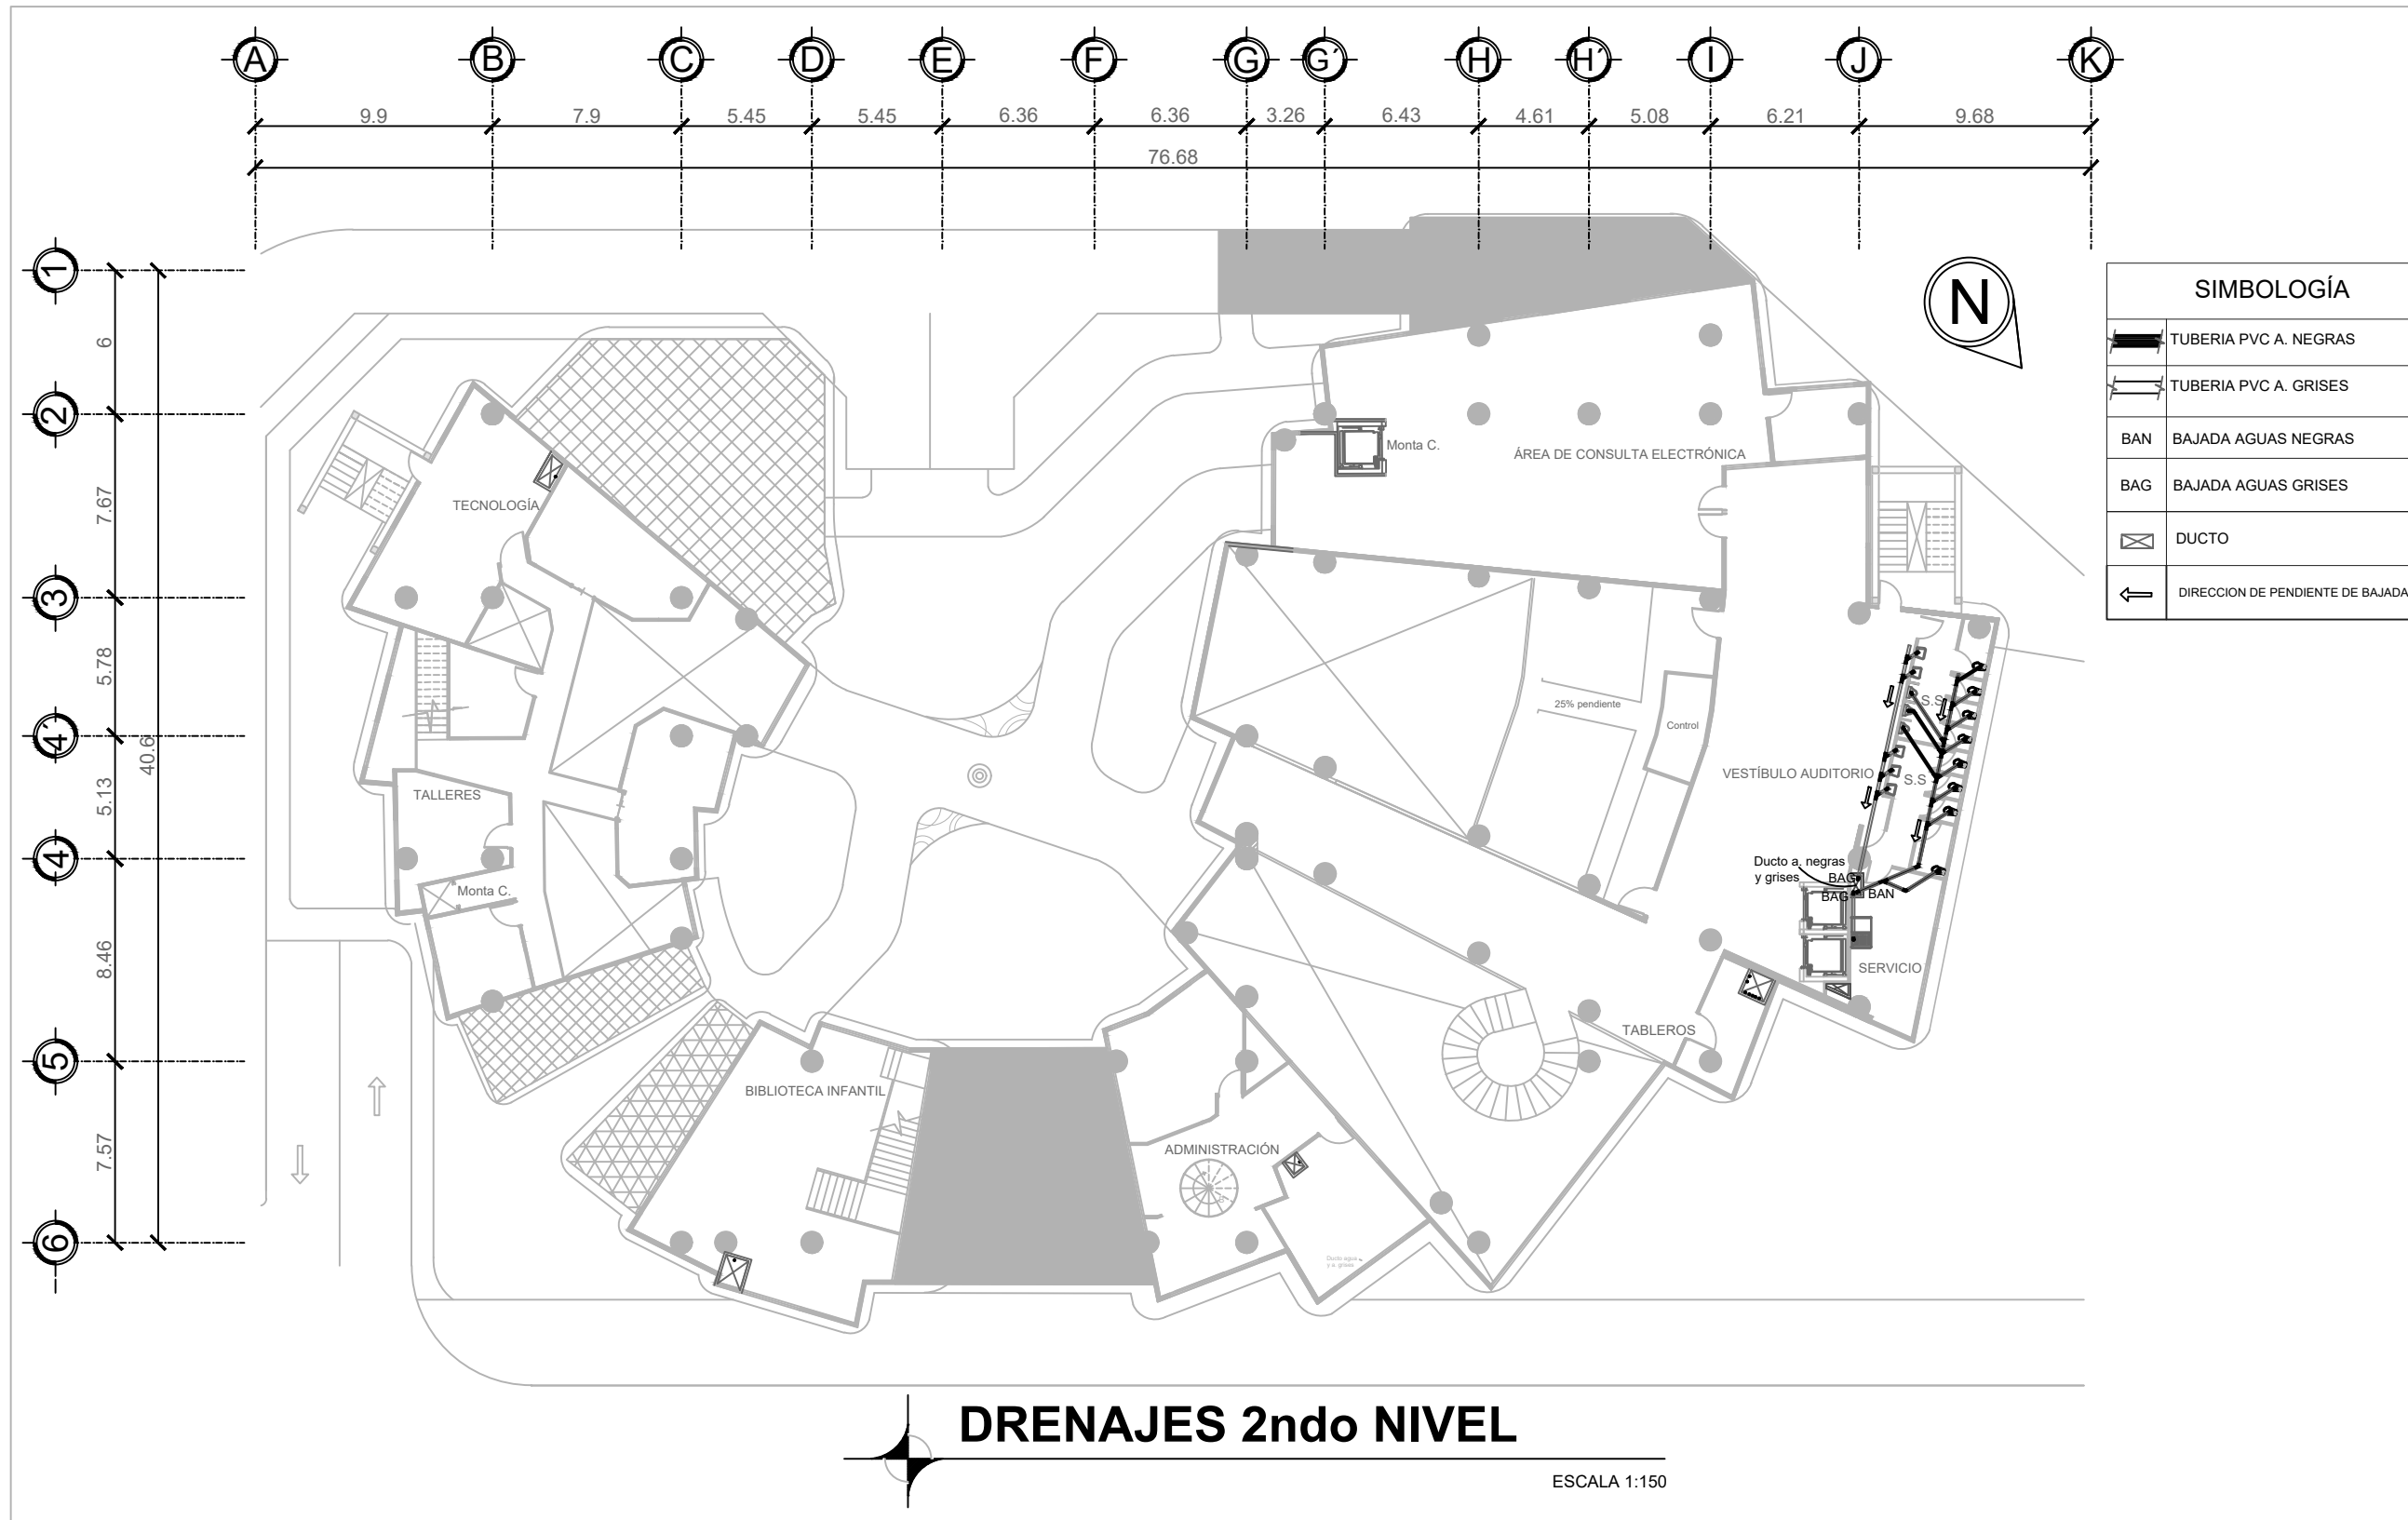 A B C D E F G G´ H H´ I J K
9.9 7.9 5.45 5.45 6.36 6.36 3.26 6.43 4.61 5.08 6.21 9.68
76.68
1
2
3
4´
4
5
6
6
7.67
5.78
5.13
8.46
7.57
40.6
N
SIMBOLOGÍA
TUBERIA PVC A. NEGRAS
TUBERIA PVC A. GRISES
BAN BAJADA AGUAS NEGRAS
BAG BAJADA AGUAS GRISES
DUCTO
DIRECCION DE PENDIENTE DE BAJADA
TECNOLOGÍA
TALLERES
Monta C.
BIBLIOTECA INFANTIL
ADMINISTRACIÓN
Ducto agua
y a. grises
Monta C.
ÁREA DE CONSULTA ELECTRÓNICA
25% pendiente
Control
VESTÍBULO AUDITORIO
S.S
S.S
Ducto a. negras
y grises
BAG
BAG
BAN
SERVICIO
TABLEROS
DRENAJES 2ndo NIVEL
ESCALA 1:150